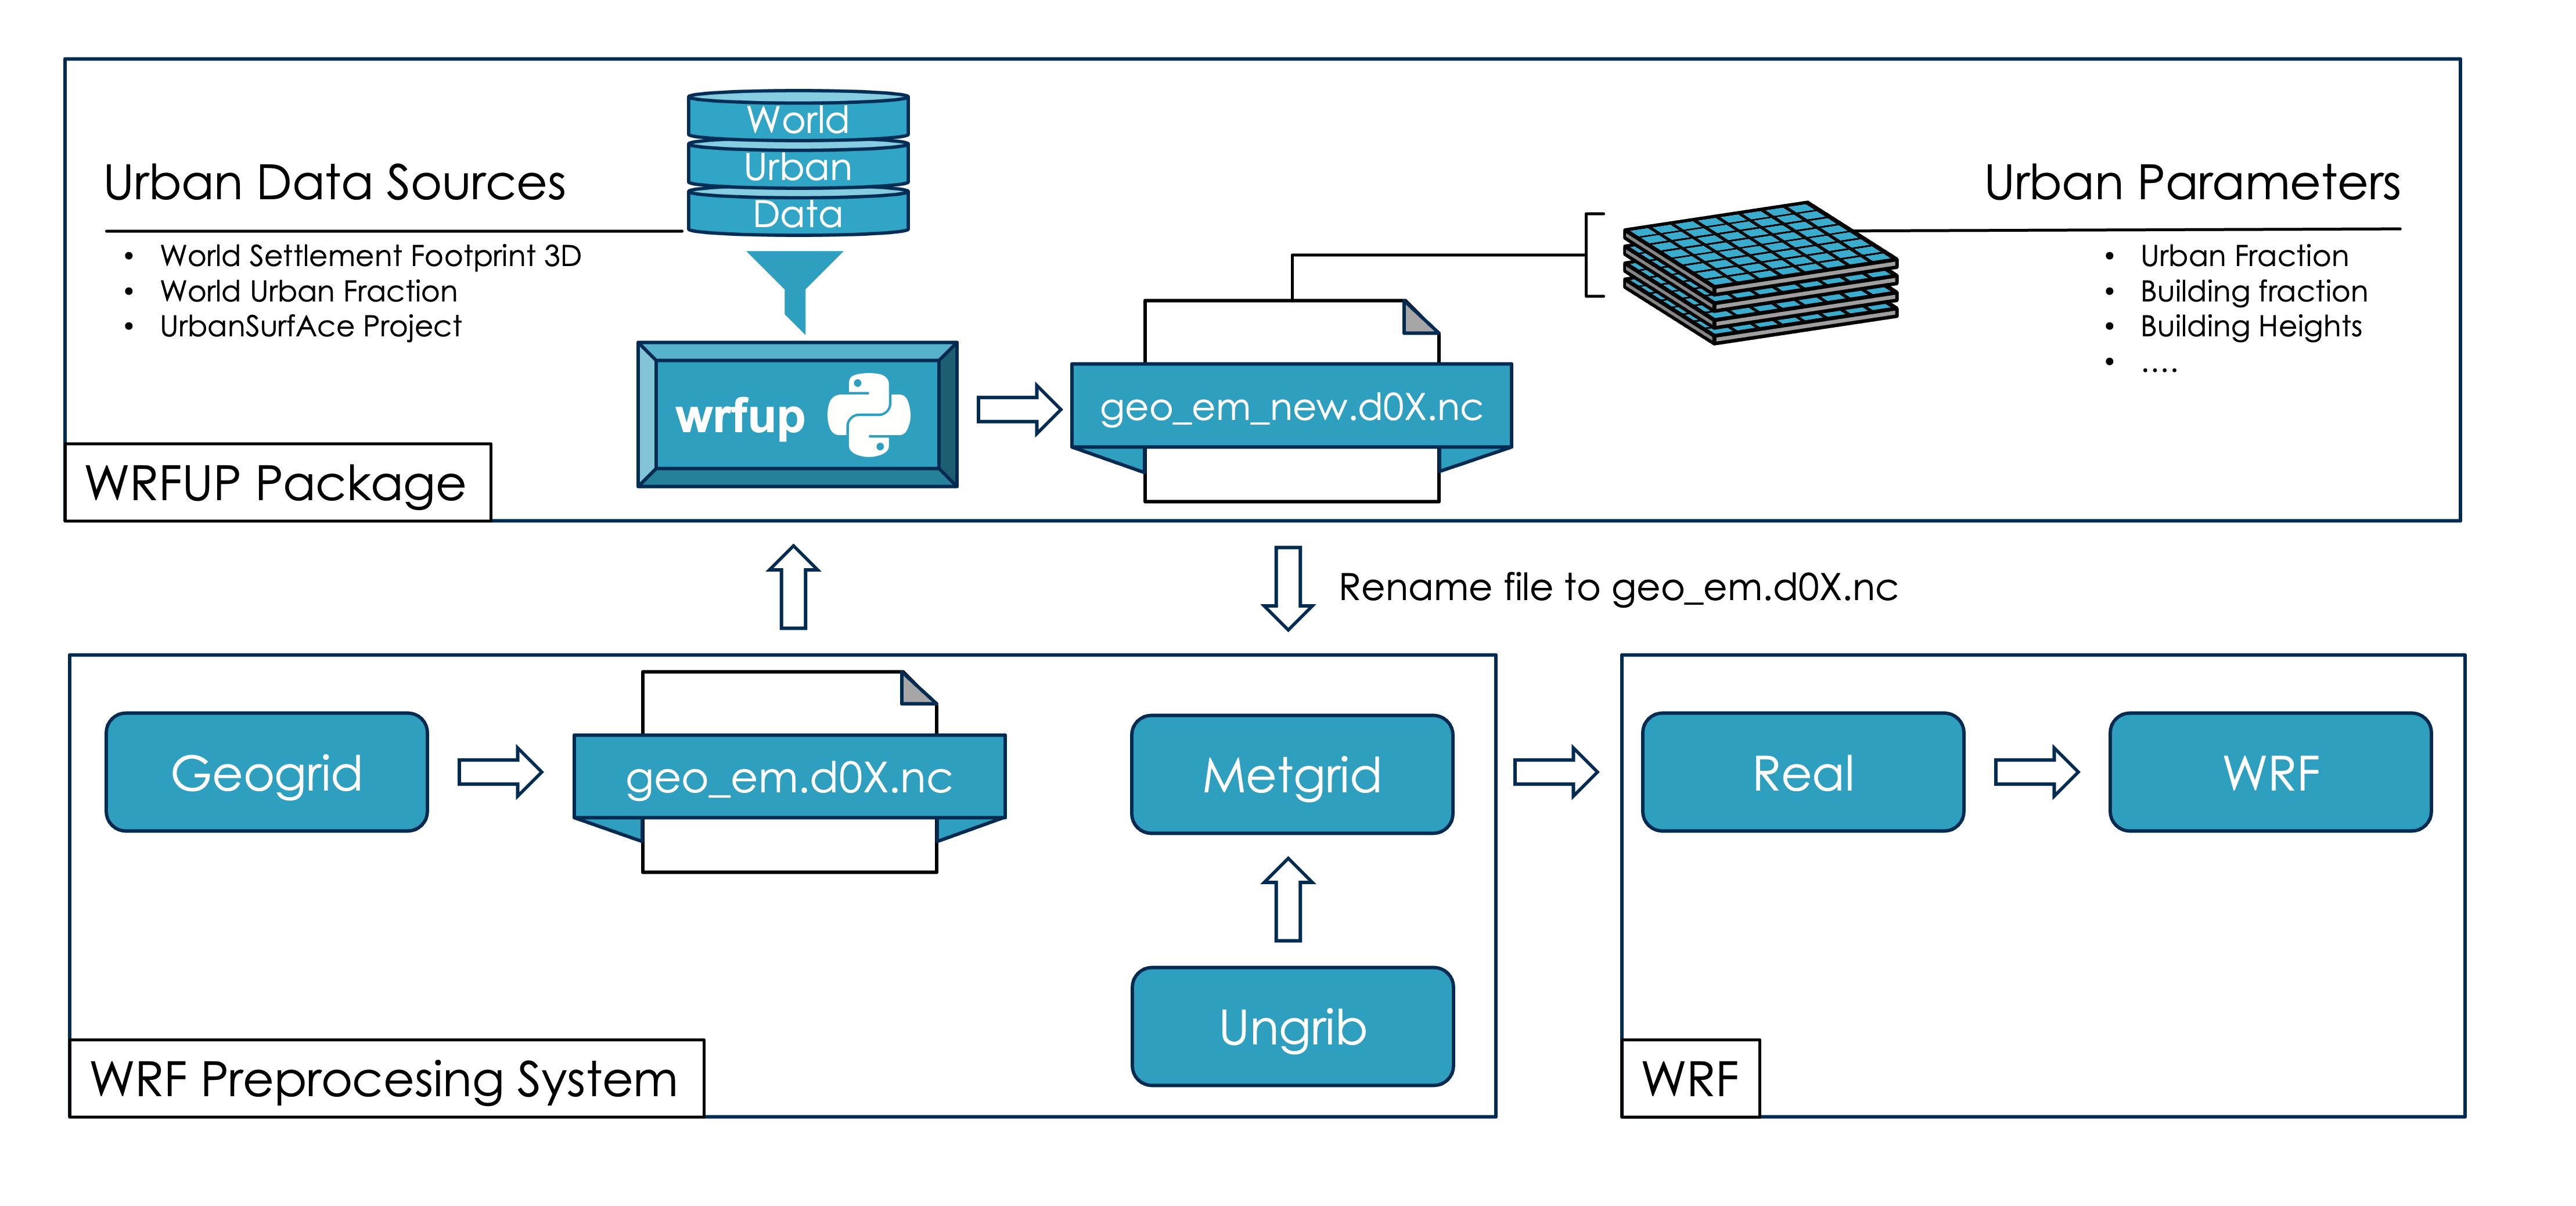 World
Urban
Data
Urban Data Sources
• World Settlement Footprint 3D
• World Urban Fraction
• UrbanSurfAce Project
Urban Parameters
• Urban Fraction
• Building fraction
• Building Heights
• ....
wrfup
geo_em_new.d0X.nc
WRFUP Package
Rename file to geo_em.d0X.nc
Geogrid
geo_em.d0X.nc
Metgrid
Ungrib
WRF Preprocesing System
Real
WRF
WRF